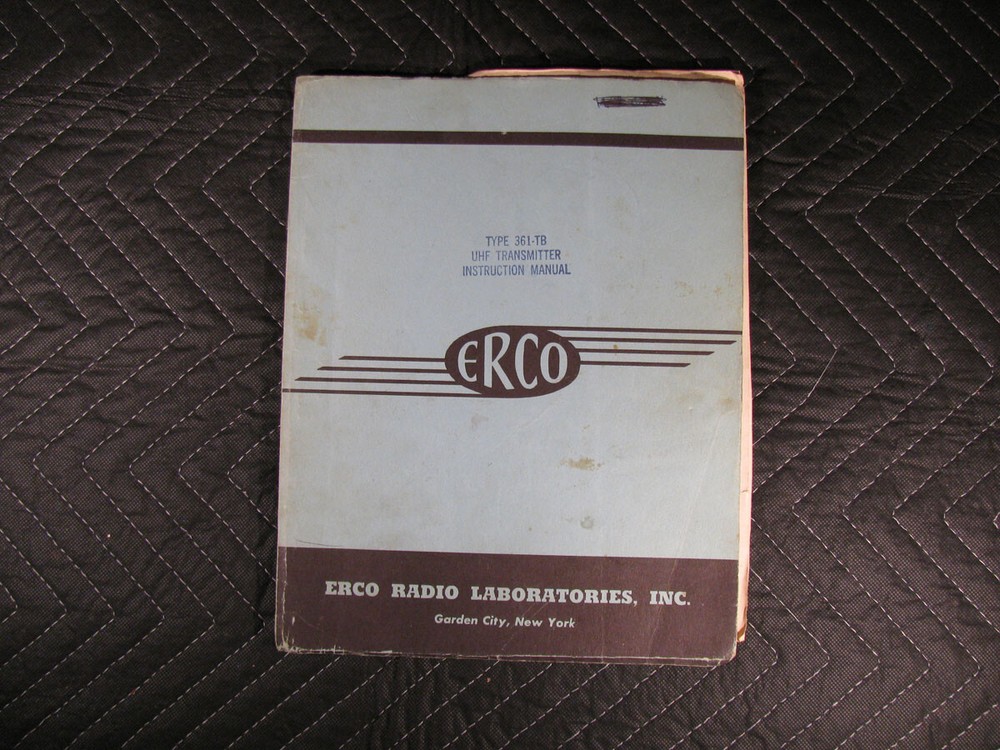 TYPE 361-TB
UHF TRANSMITTER
INSTRUCTION MANUAL
ERCO
ERCO RADIO LABORATORIES, INC.
Garden City, New York